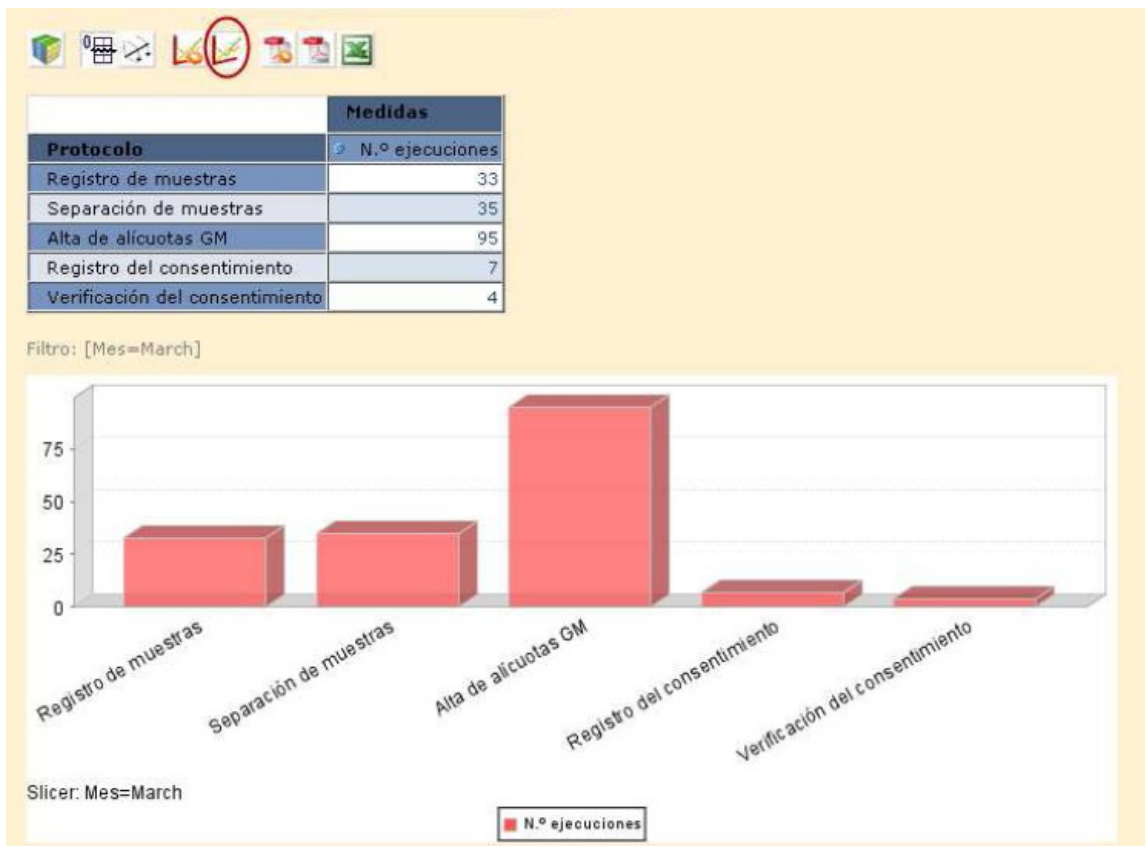 Medidas
Protocolo N.º ejecuciones
Registro de muestras 33
Separación de muestras 35
Alta de alícuotas GM 95
Registro del consentimiento 7
Verificación del consentimiento 4
Filtro: [Mes=March]
75
50
25
0
Registro de muestras
Separación de muestras
Alta de alícuotas GM
Registro del consentimiento
Verificación del consentimiento
Slicer: Mes=March
N.º ejecuciones